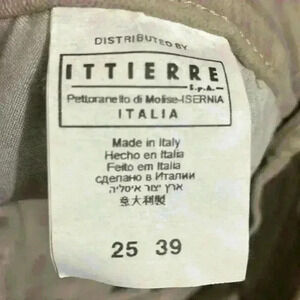 DISTRIBUTED BY
ITTIERRE
S.p.A.
Pettoranello di Molise-ISERNIA
ITALIA
Made in Italy
Hecho en Italia
Feito em Italia
сделано в Италии
ארץ יצור איטליה
意大利製
25 39